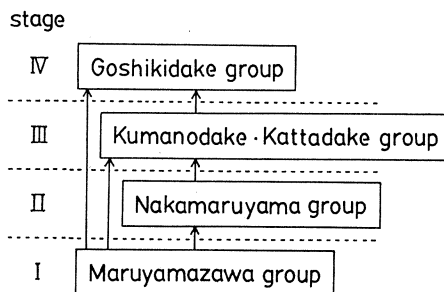 stage
IV Goshikidake group
III Kumanodake · Kattadake group
II Nakamaruyama group
I Maruyamazawa group